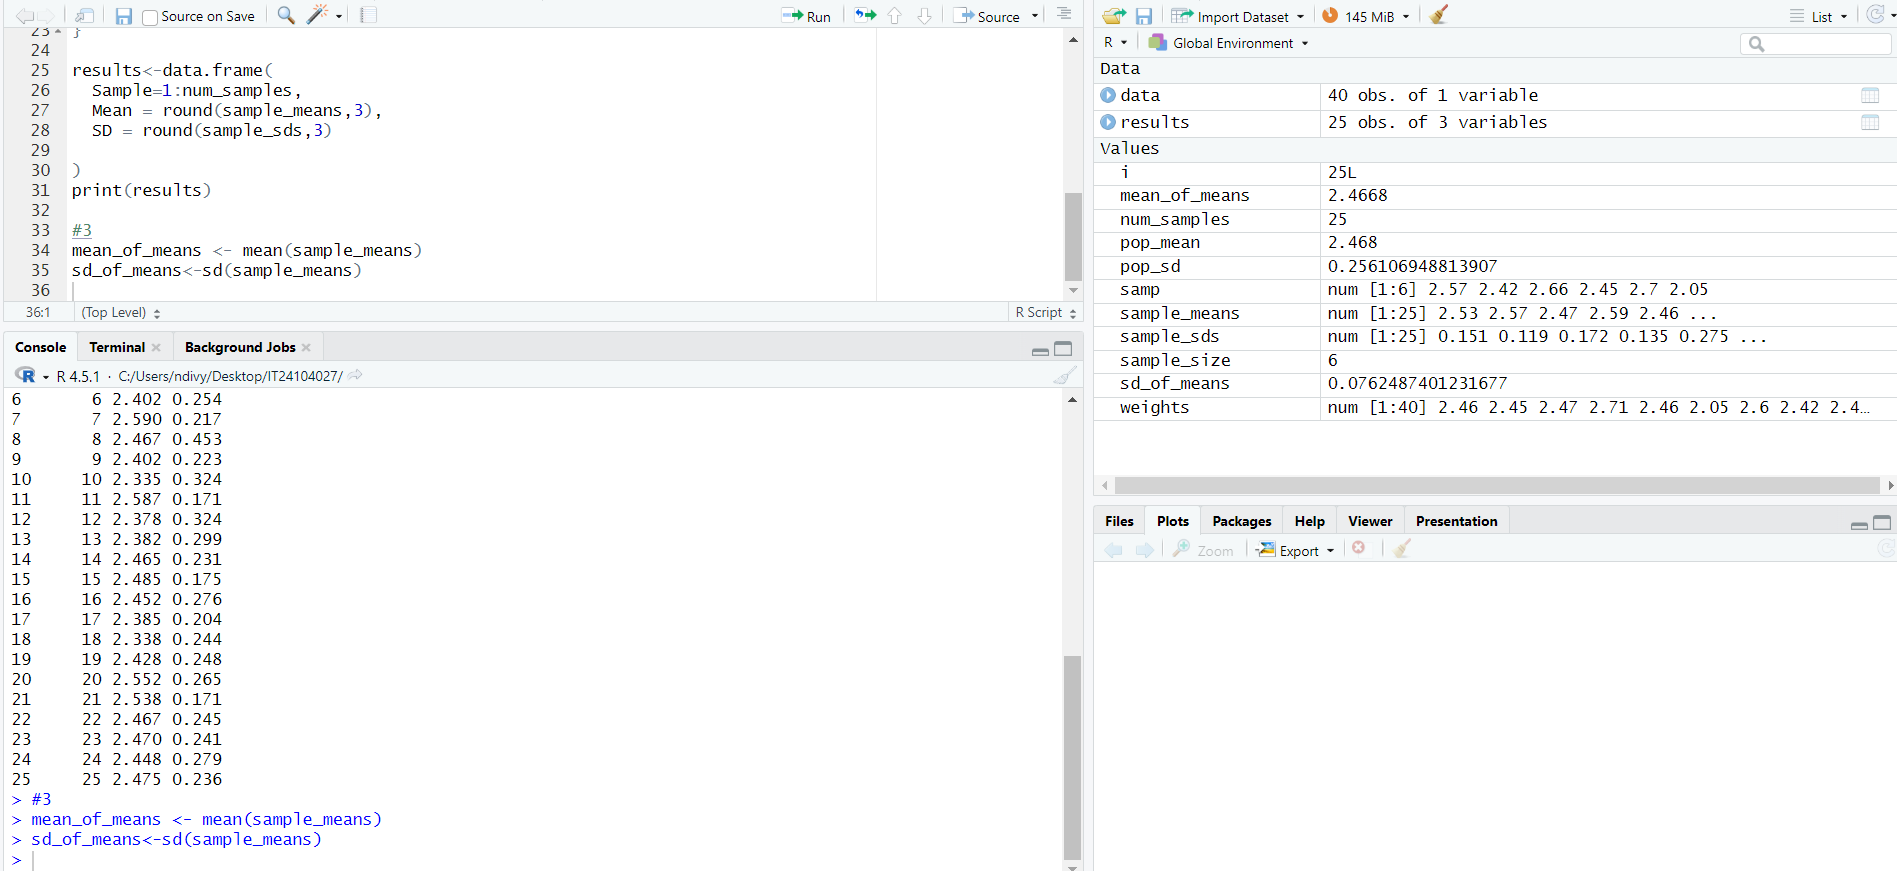 Source on Save
Run
Source
23 }
24
25 results<-data.frame(
26 Sample=1:num_samples,
27 Mean = round(sample_means,3),
28 SD = round(sample_sds,3)
29
30 )
31 print(results)
32
33 #3
34 mean_of_means <- mean(sample_means)
35 sd_of_means<-sd(sample_means)
36
36:1 (Top Level) R Script
Console Terminal Background Jobs
R R 4.5.1 · C:/Users/ndivy/Desktop/IT24104027/
6 6 2.402 0.254
7 7 2.590 0.217
8 8 2.467 0.453
9 9 2.402 0.223
10 10 2.335 0.324
11 11 2.587 0.171
12 12 2.378 0.324
13 13 2.382 0.299
14 14 2.465 0.231
15 15 2.485 0.175
16 16 2.452 0.276
17 17 2.385 0.204
18 18 2.338 0.244
19 19 2.428 0.248
20 20 2.552 0.265
21 21 2.538 0.171
22 22 2.467 0.245
23 23 2.470 0.241
24 24 2.448 0.279
25 25 2.475 0.236
> #3
> mean_of_means <- mean(sample_means)
> sd_of_means<-sd(sample_means)
>
Import Dataset 145 MiB List
R Global Environment
Data
data 40 obs. of 1 variable
results 25 obs. of 3 variables
Values
i 25L
mean_of_means 2.4668
num_samples 25
pop_mean 2.468
pop_sd 0.256106948813907
samp num [1:6] 2.57 2.42 2.66 2.45 2.7 2.05
sample_means num [1:25] 2.53 2.57 2.47 2.59 2.46 ...
sample_sds num [1:25] 0.151 0.119 0.172 0.135 0.275 ...
sample_size 6
sd_of_means 0.0762487401231677
weights num [1:40] 2.46 2.45 2.47 2.71 2.46 2.05 2.6 2.42 2.4…
Files Plots Packages Help Viewer Presentation
Zoom Export